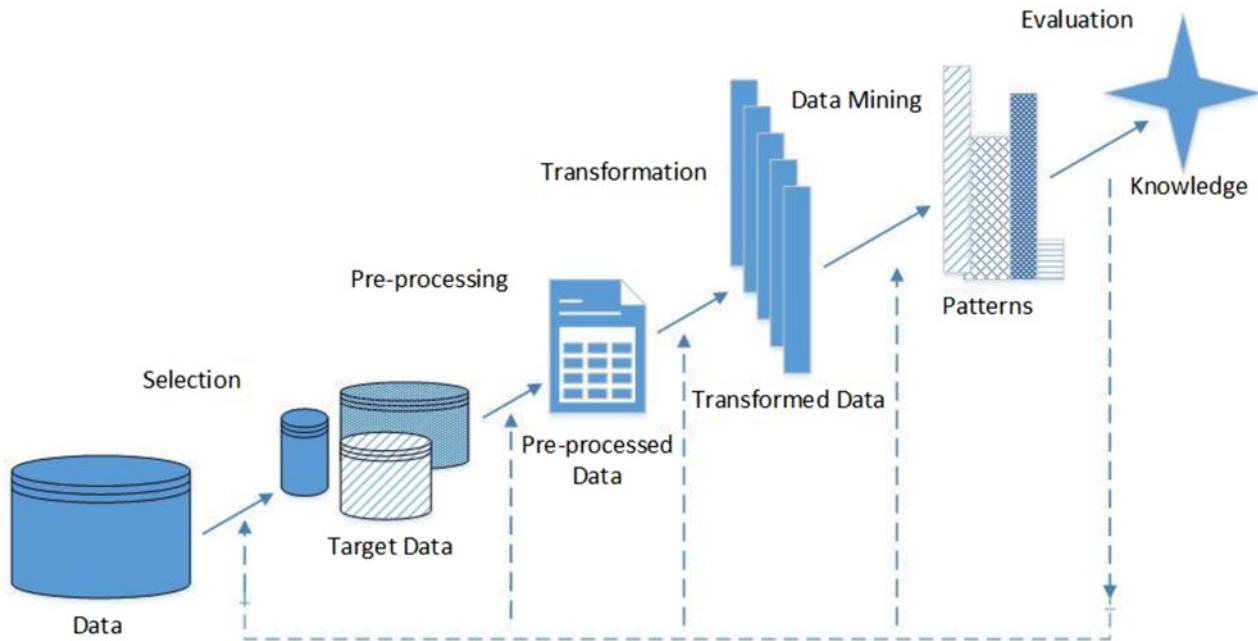 Evaluation
Data Mining
Transformation
Knowledge
Pre-processing
Patterns
Selection
Transformed Data
Pre-processed
Data
Target Data
Data